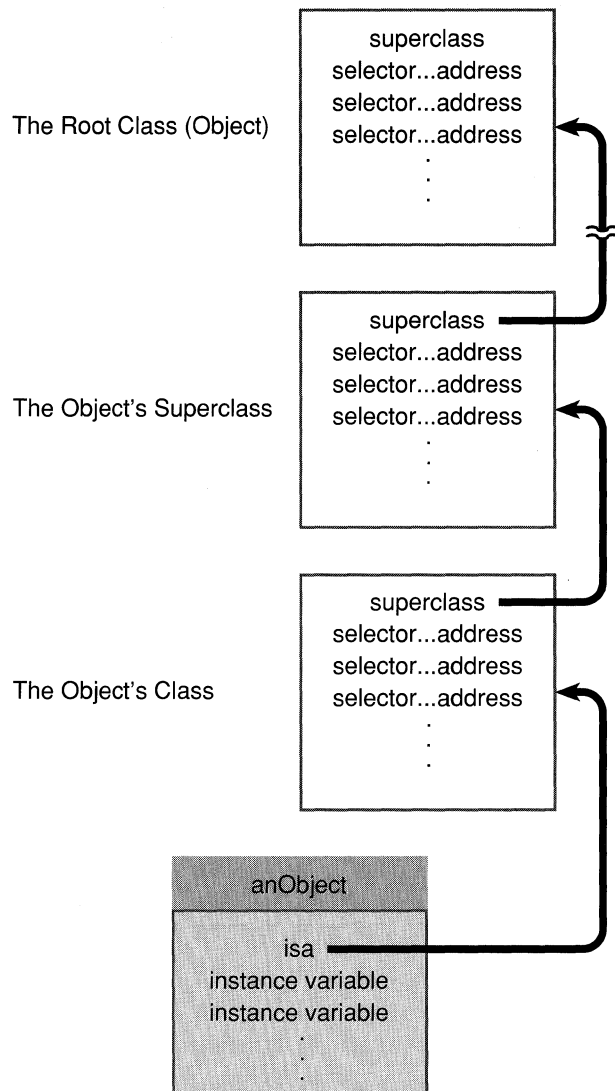 superclass
selector...address
selector...address
The Root Class (Object)
selector...address
.
.
.
superclass
selector...address
selector...address
The Object's Superclass
selector...address
.
.
.
superclass
selector...address
selector...address
The Object's Class
selector...address
.
.
.
anObject
isa
instance variable
instance variable
.
.
.